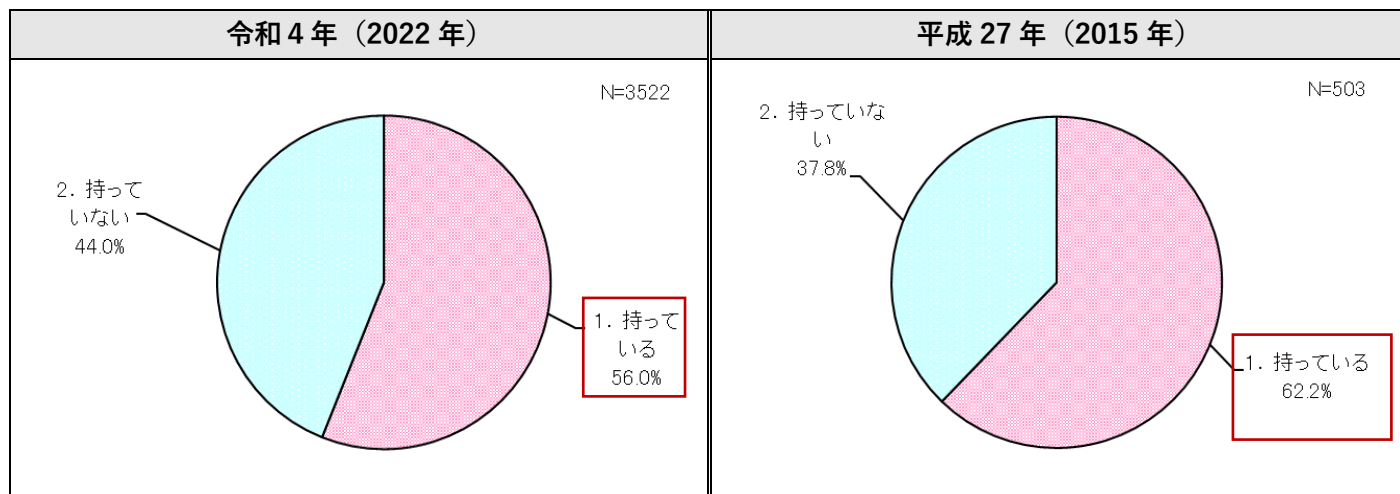 令和 4 年（2022 年）
N=3522
2. 持って
いない
44.0%
1. 持って
いる
56.0%
平成 27 年（2015 年）
N=503
2. 持っていな
い
37.8%
1. 持っている
62.2%